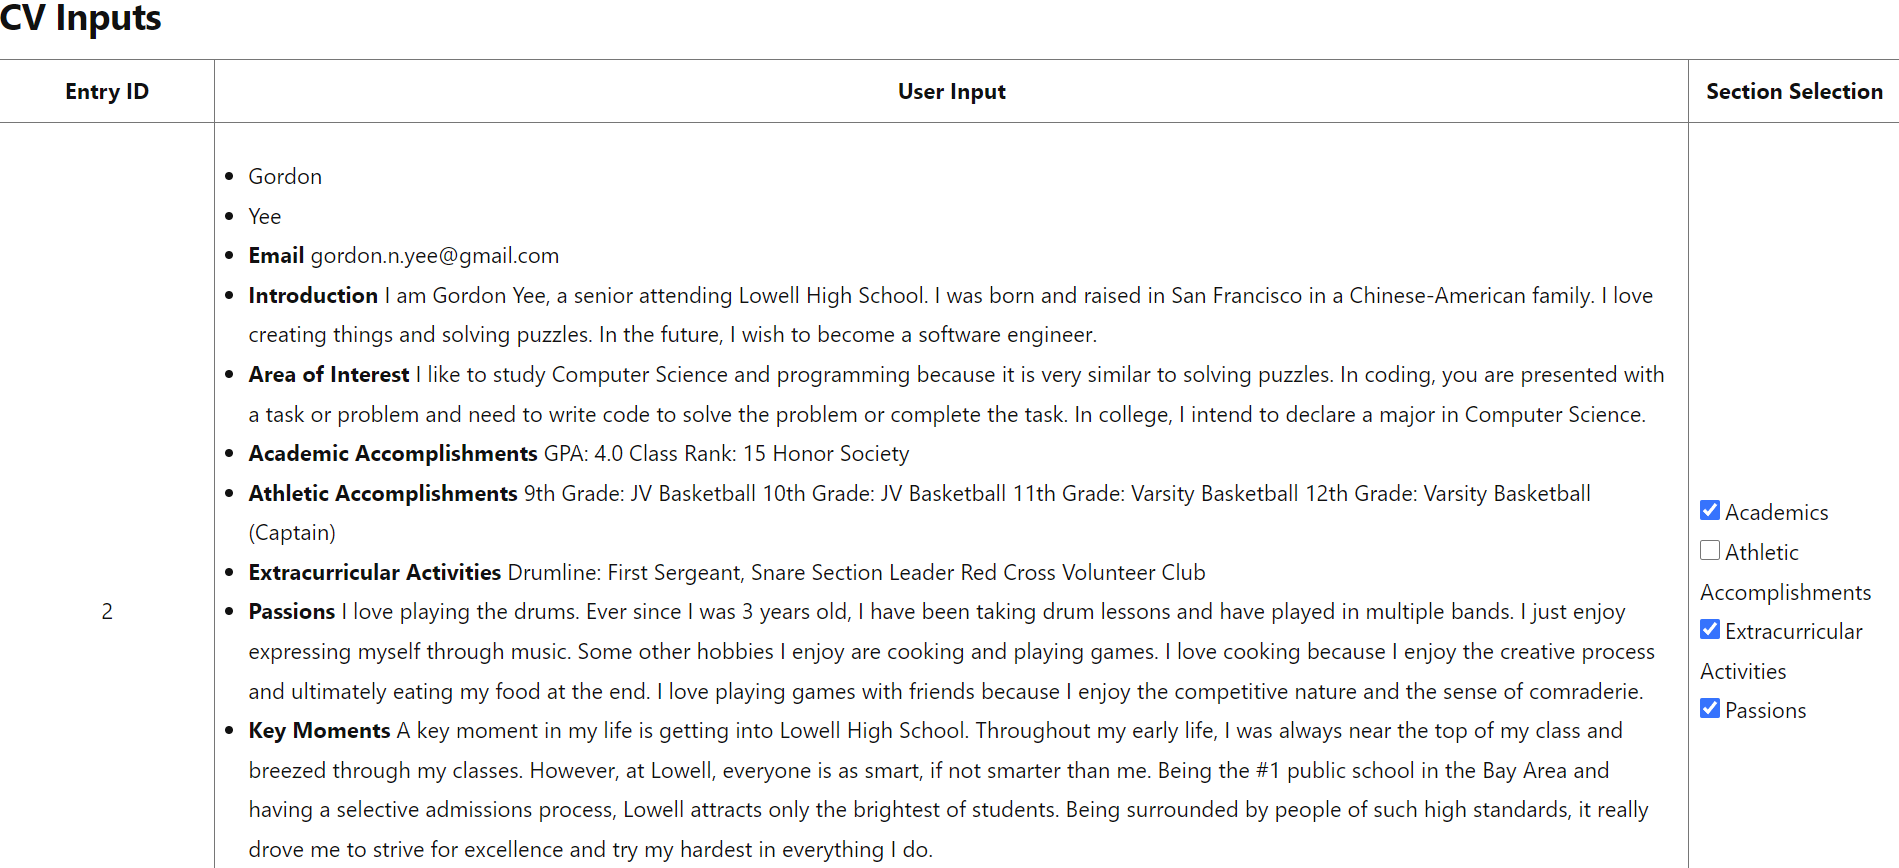 CV Inputs
Entry ID
User Input
Section Selection
2
Gordon
Yee
Email gordon.n.yee@gmail.com
Introduction I am Gordon Yee, a senior attending Lowell High School. I was born and raised in San Francisco in a Chinese-American family. I love
creating things and solving puzzles. In the future, I wish to become a software engineer.
Area of Interest I like to study Computer Science and programming because it is very similar to solving puzzles. In coding, you are presented with
a task or problem and need to write code to solve the problem or complete the task. In college, I intend to declare a major in Computer Science.
Academic Accomplishments GPA: 4.0 Class Rank: 15 Honor Society
Athletic Accomplishments 9th Grade: JV Basketball 10th Grade: JV Basketball 11th Grade: Varsity Basketball 12th Grade: Varsity Basketball
(Captain)
Extracurricular Activities Drumline: First Sergeant, Snare Section Leader Red Cross Volunteer Club
Passions I love playing the drums. Ever since I was 3 years old, I have been taking drum lessons and have played in multiple bands. I just enjoy
expressing myself through music. Some other hobbies I enjoy are cooking and playing games. I love cooking because I enjoy the creative process
and ultimately eating my food at the end. I love playing games with friends because I enjoy the competitive nature and the sense of comraderie.
Key Moments A key moment in my life is getting into Lowell High School. Throughout my early life, I was always near the top of my class and
breezed through my classes. However, at Lowell, everyone is as smart, if not smarter than me. Being the #1 public school in the Bay Area and
having a selective admissions process, Lowell attracts only the brightest of students. Being surrounded by people of such high standards, it really
drove me to strive for excellence and try my hardest in everything I do.
Academics
Athletic
Accomplishments
Extracurricular
Activities
Passions